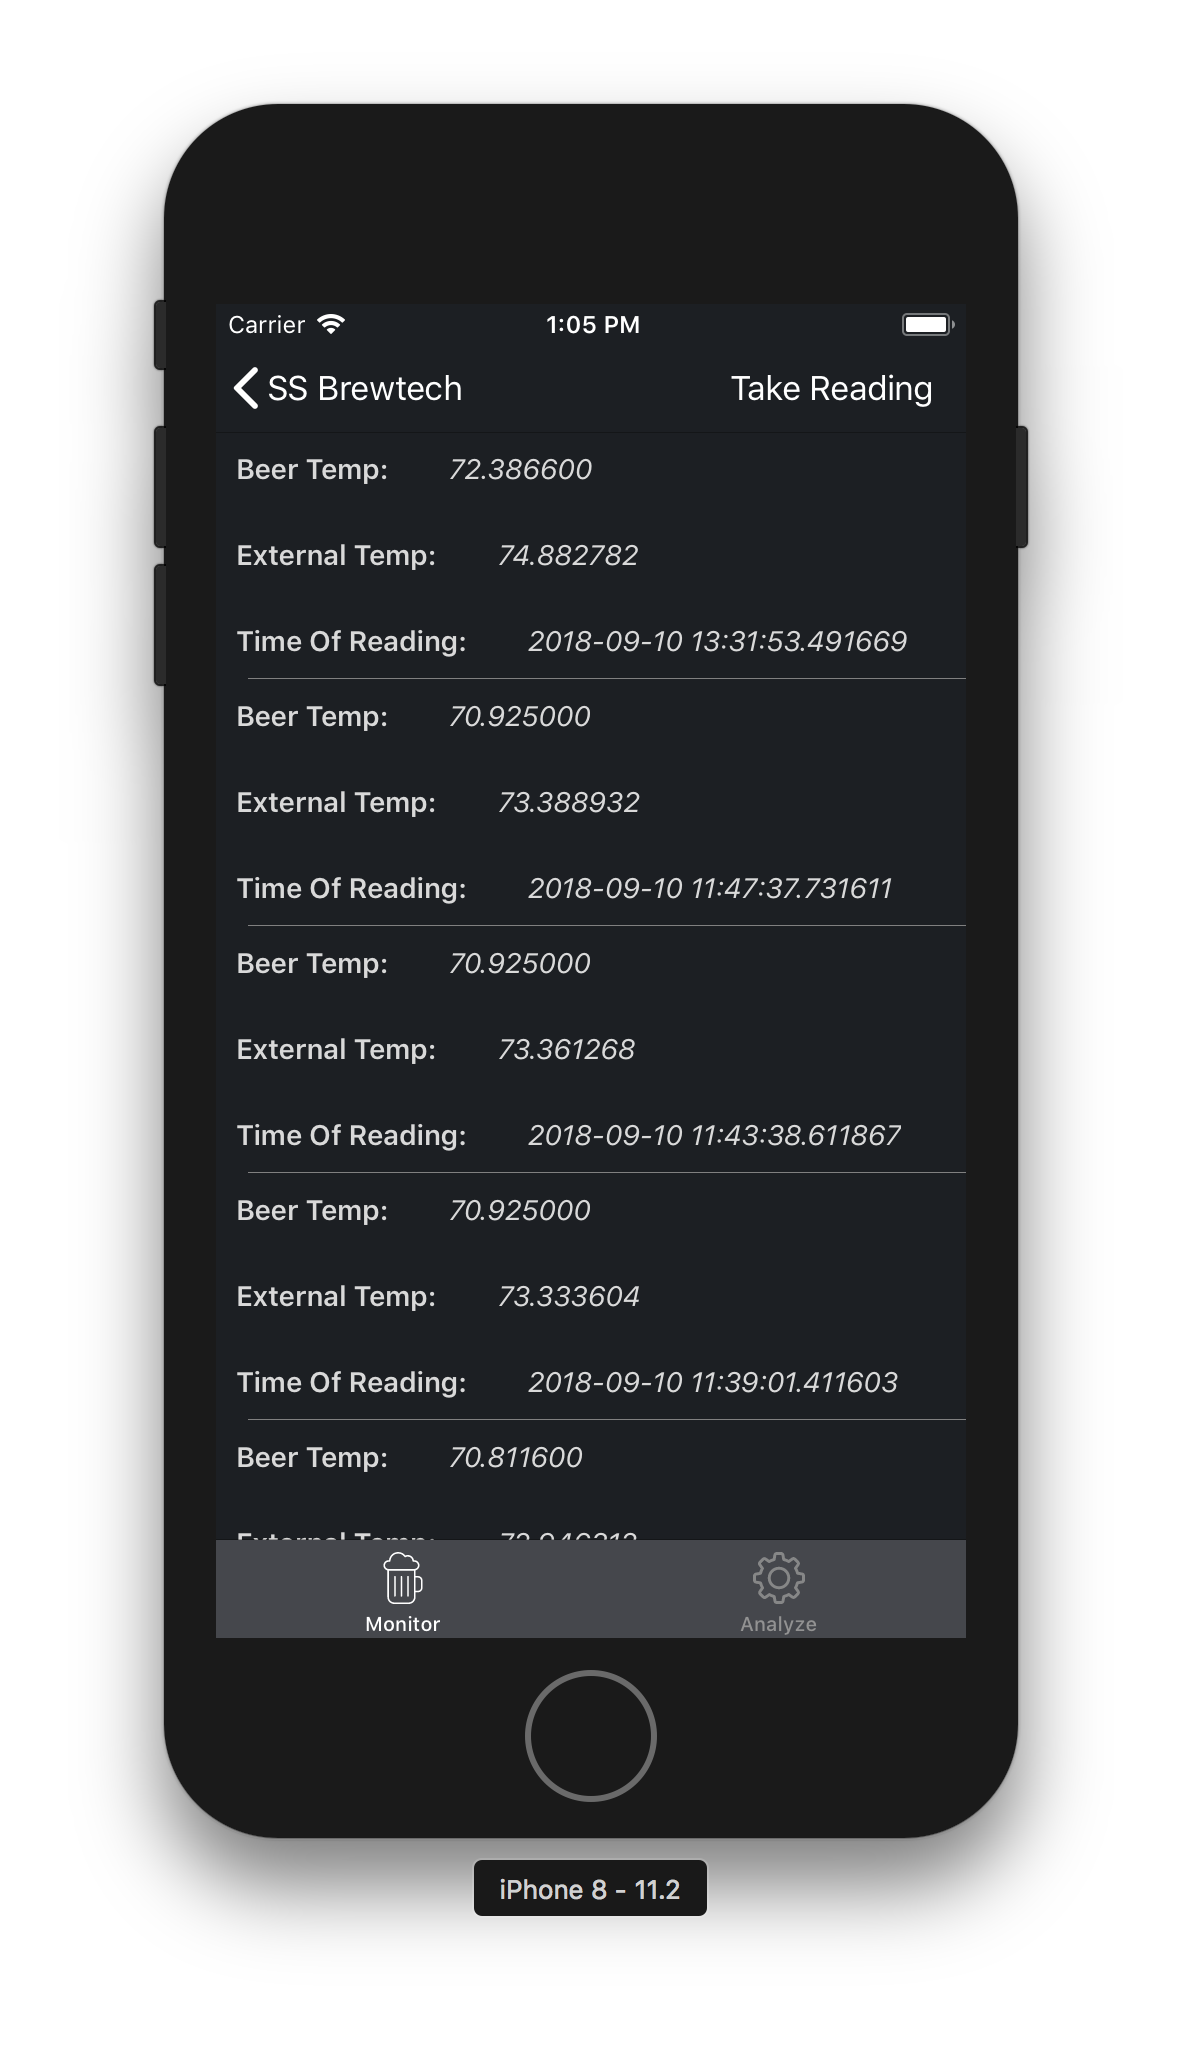 Carrier 1:05 PM
SS Brewtech Take Reading
Beer Temp: 72.386600
External Temp: 74.882782
Time Of Reading: 2018-09-10 13:31:53.491669
Beer Temp: 70.925000
External Temp: 73.388932
Time Of Reading: 2018-09-10 11:47:37.731611
Beer Temp: 70.925000
External Temp: 73.361268
Time Of Reading: 2018-09-10 11:43:38.611867
Beer Temp: 70.925000
External Temp: 73.333604
Time Of Reading: 2018-09-10 11:39:01.411603
Beer Temp: 70.811600
External Temp:
Monitor Analyze
iPhone 8 - 11.2